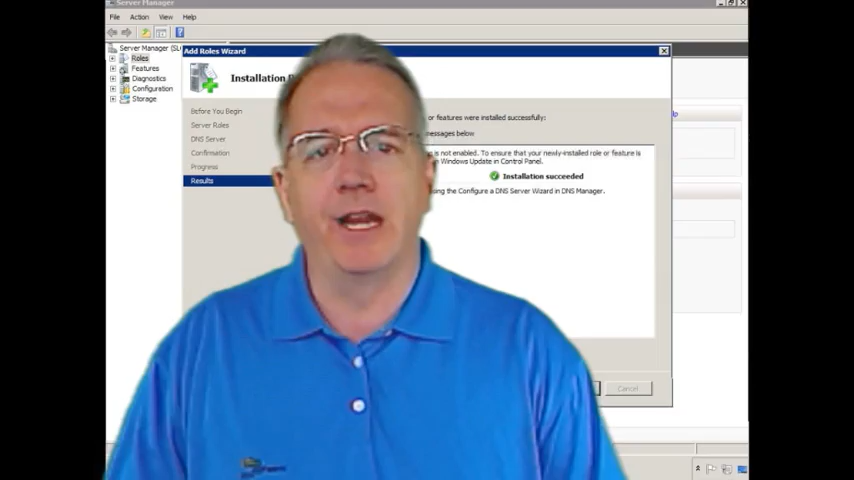 Server Manager
File Action View Help
Server Manager
Roles
Features
Diagnostics
Configuration
Storage
Add Roles Wizard
Installation
Before You Begin
Server Roles
DNS Server
Confirmation
Progress
Results
or features were installed successfully:
messages below
is not enabled. To ensure that your newly-installed role or feature is
Windows Update in Control Panel.
Installation succeeded
using the Configure a DNS Server Wizard in DNS Manager.
Cancel